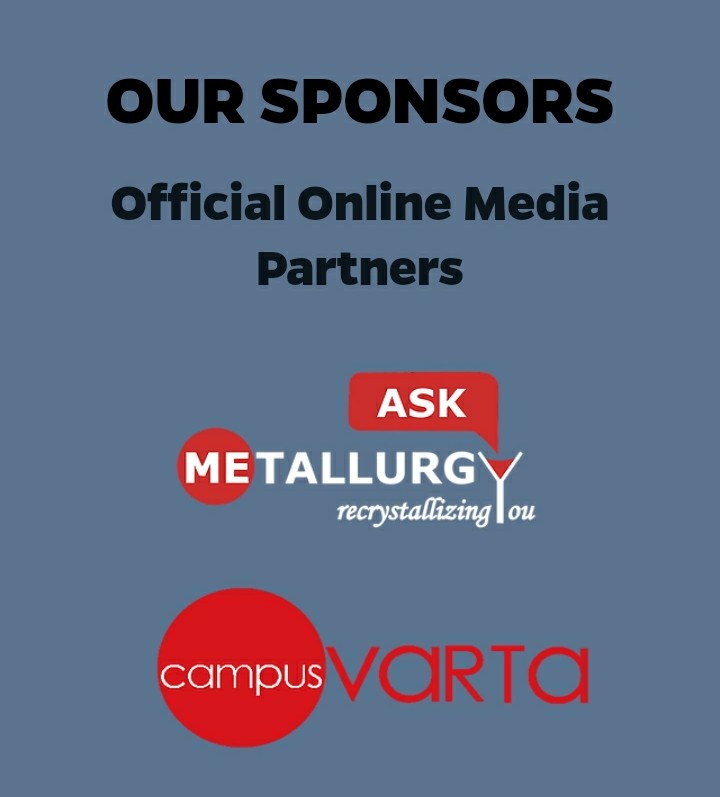 OUR SPONSORS
Official Online Media
Partners
ASK
METALLURGY
recrystallizing you
campus VARTA